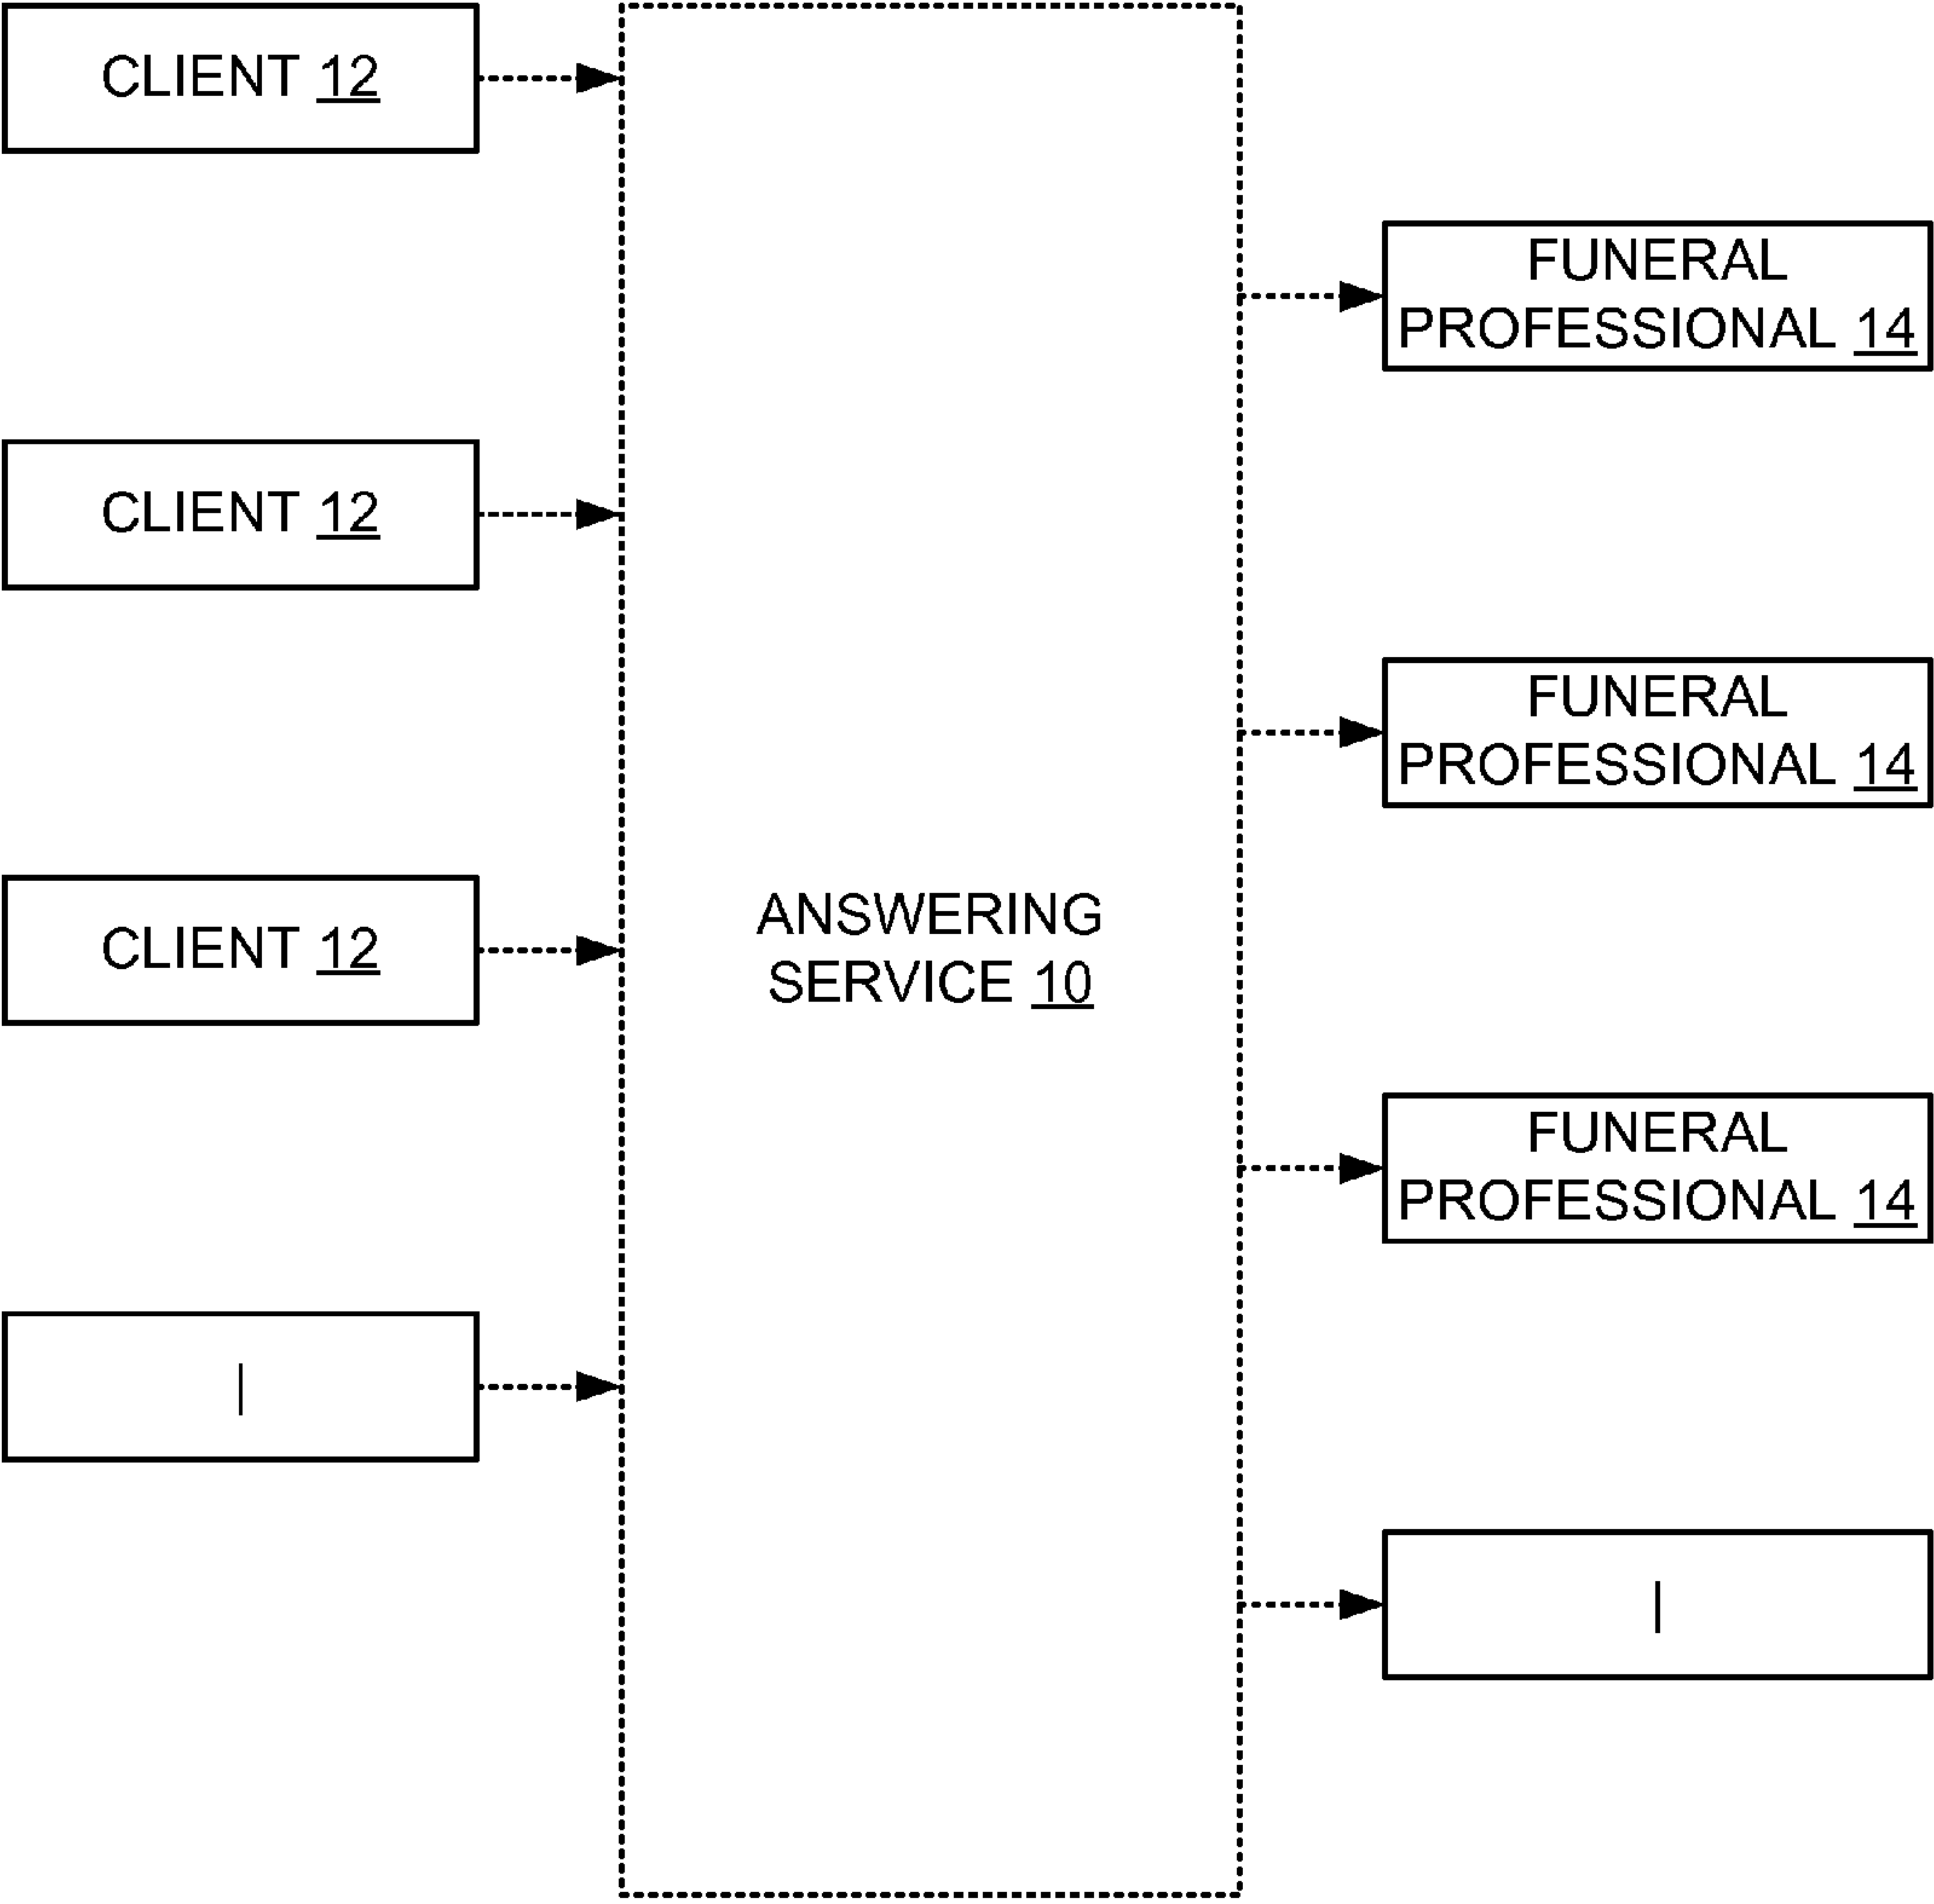 CLIENT 12
CLIENT 12
CLIENT 12
|
ANSWERING
SERVICE 10
FUNERAL
PROFESSIONAL 14
FUNERAL
PROFESSIONAL 14
FUNERAL
PROFESSIONAL 14
|